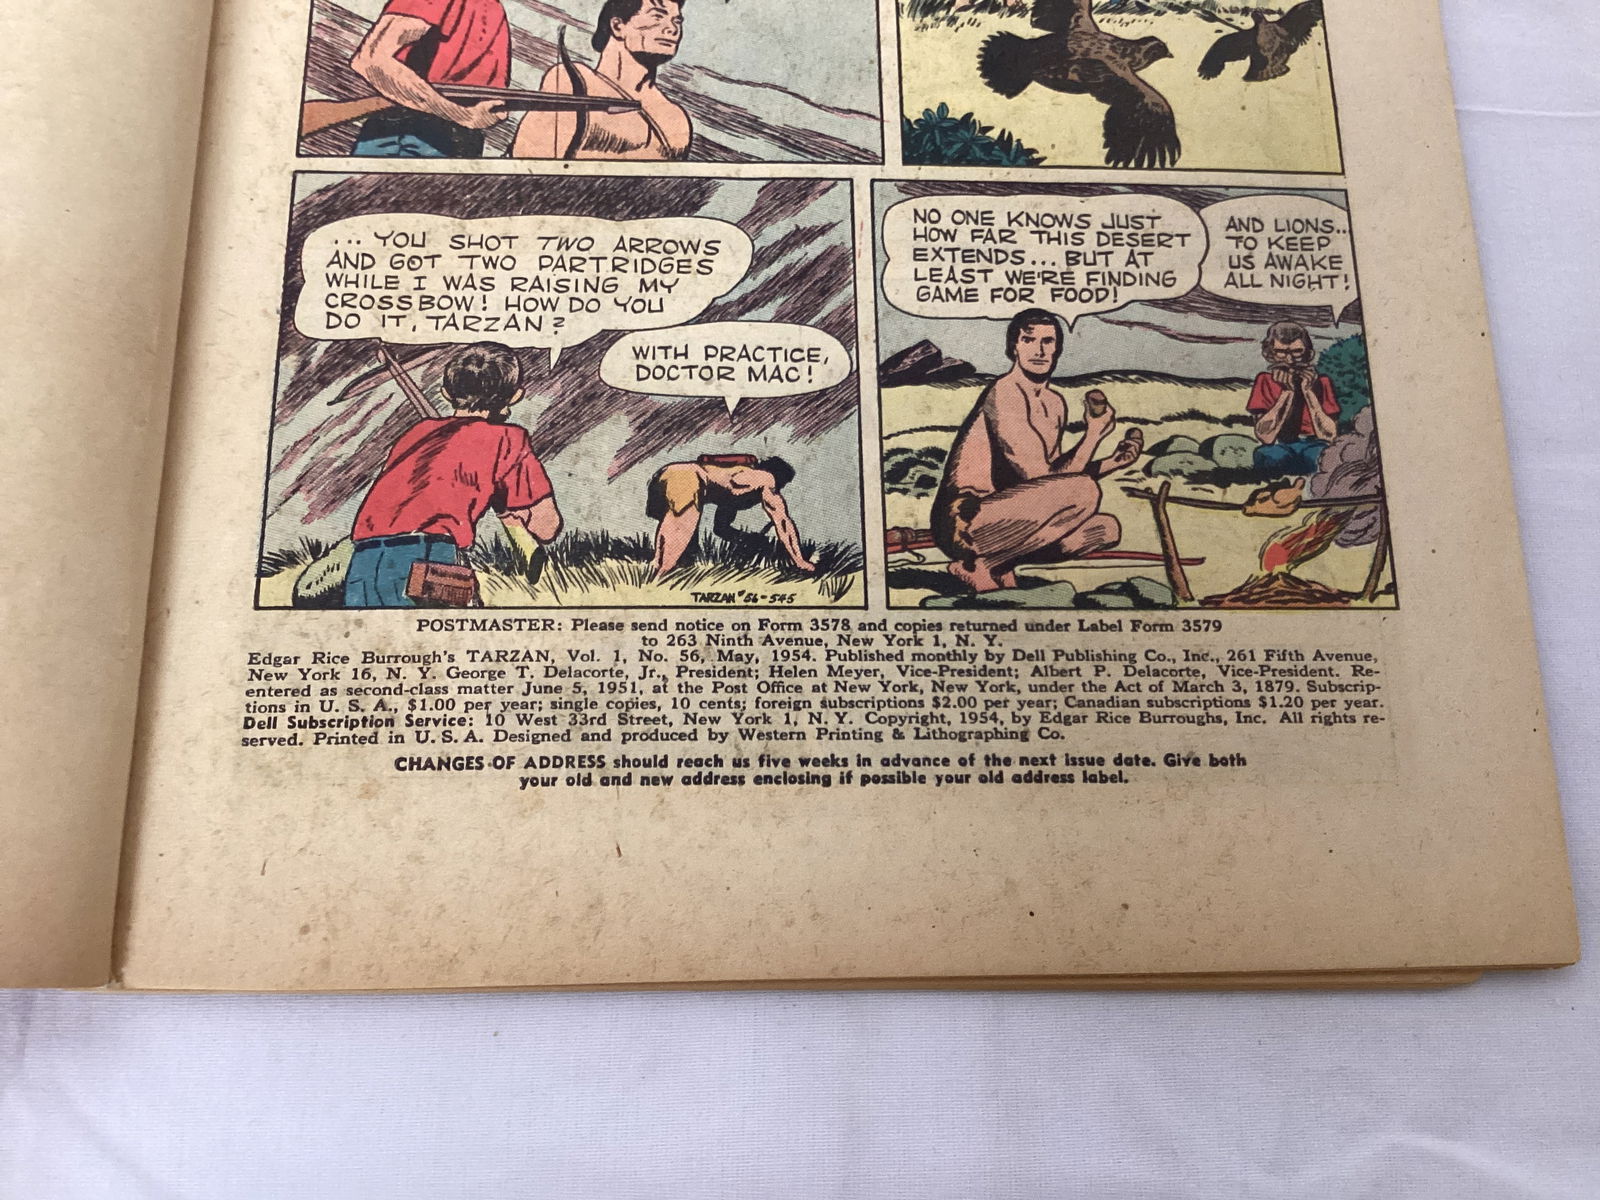 ... YOU SHOT TWO ARROWS
AND GOT TWO PARTRIDGES
WHILE I WAS RAISING MY
CROSSBOW! HOW DO YOU
DO IT, TARZAN?
WITH PRACTICE,
DOCTOR MAC!
TARZAN #56-545
NO ONE KNOWS JUST
HOW FAR THIS DESERT
EXTENDS... BUT AT
LEAST WE'RE FINDING
GAME FOR FOOD!
AND LIONS..
TO KEEP
US AWAKE
ALL NIGHT!
POSTMASTER: Please send notice on Form 3578 and copies returned under Label Form 3579
to 263 Ninth Avenue, New York 1, N. Y.
Edgar Rice Burrough's TARZAN, Vol. 1, No. 56, May, 1954. Published monthly by Dell Publishing Co., Inc., 261 Fifth Avenue,
New York 16, N. Y. George T. Delacorte, Jr., President; Helen Meyer, Vice-President; Albert P. Delacorte, Vice-President. Re-
entered as second-class matter June 5, 1951, at the Post Office at New York, New York, under the Act of March 3, 1879. Subscrip-
tions in U. S. A., $1.00 per year; single copies, 10 cents; foreign subscriptions $2.00 per year; Canadian subscriptions $1.20 per year.
Dell Subscription Service: 10 West 33rd Street, New York 1, N. Y. Copyright, 1954, by Edgar Rice Burroughs, Inc. All rights re-
served. Printed in U. S. A. Designed and produced by Western Printing & Lithographing Co.
CHANGES OF ADDRESS should reach us five weeks in advance of the next issue date. Give both
your old and new address enclosing if possible your old address label.